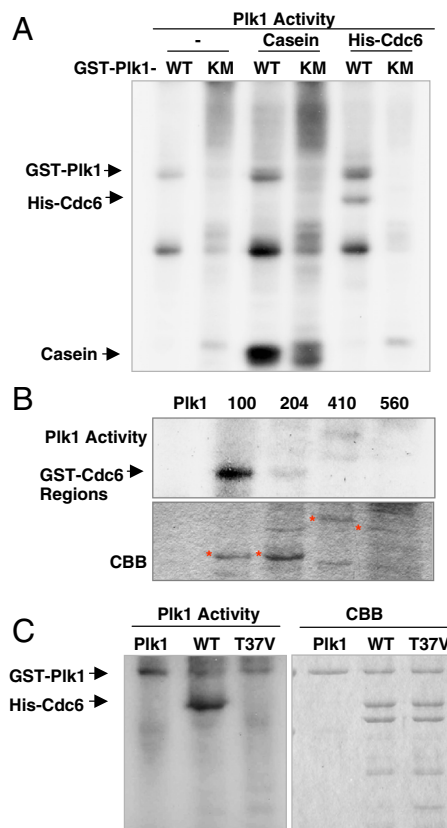 A
Plk1 Activity
- Casein His-Cdc6
GST-Plk1- WT KM WT KM WT KM
GST-Plk1
His-Cdc6
Casein
B
Plk1 100 204 410 560
Plk1 Activity
GST-Cdc6
Regions
* * * *
CBB
C
Plk1 Activity CBB
Plk1 WT T37V Plk1 WT T37V
GST-Plk1
His-Cdc6